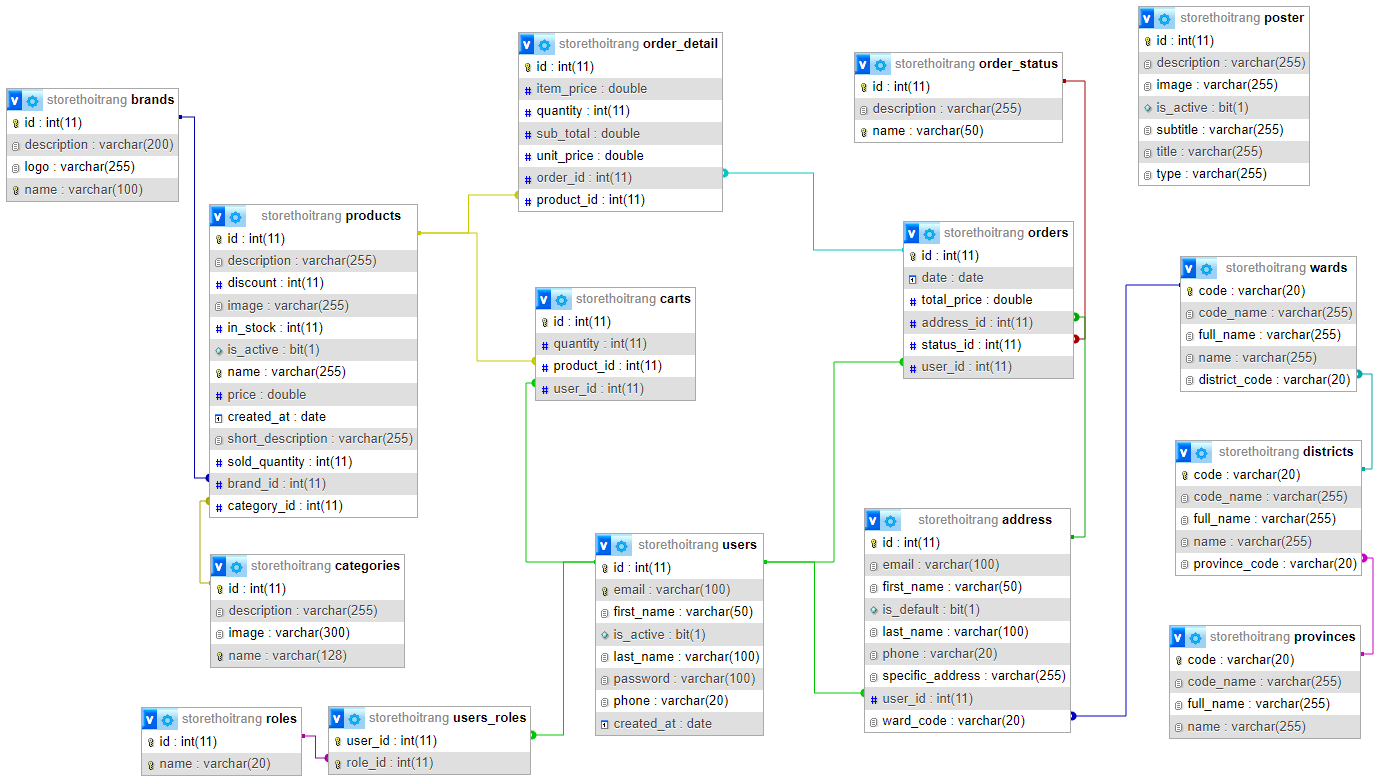 storethoitrang brands
id : int(11)
description : varchar(200)
logo : varchar(255)
name : varchar(100)
storethoitrang products
id : int(11)
description : varchar(255)
discount : int(11)
image : varchar(255)
in_stock : int(11)
is_active : bit(1)
name : varchar(255)
price : double
created_at : date
short_description : varchar(255)
sold_quantity : int(11)
brand_id : int(11)
category_id : int(11)
storethoitrang categories
id : int(11)
description : varchar(255)
image : varchar(300)
name : varchar(128)
storethoitrang roles
id : int(11)
name : varchar(20)
storethoitrang users_roles
user_id : int(11)
role_id : int(11)
storethoitrang order_detail
id : int(11)
item_price : double
quantity : int(11)
sub_total : double
unit_price : double
order_id : int(11)
product_id : int(11)
storethoitrang carts
id : int(11)
quantity : int(11)
product_id : int(11)
user_id : int(11)
storethoitrang users
id : int(11)
email : varchar(100)
first_name : varchar(50)
is_active : bit(1)
last_name : varchar(100)
password : varchar(100)
phone : varchar(20)
created_at : date
storethoitrang order_status
id : int(11)
description : varchar(255)
name : varchar(50)
storethoitrang orders
id : int(11)
date : date
total_price : double
address_id : int(11)
status_id : int(11)
user_id : int(11)
storethoitrang address
id : int(11)
email : varchar(100)
first_name : varchar(50)
is_default : bit(1)
last_name : varchar(100)
phone : varchar(20)
specific_address : varchar(255)
user_id : int(11)
ward_code : varchar(20)
storethoitrang poster
id : int(11)
description : varchar(255)
image : varchar(255)
is_active : bit(1)
subtitle : varchar(255)
title : varchar(255)
type : varchar(255)
storethoitrang wards
code : varchar(20)
code_name : varchar(255)
full_name : varchar(255)
name : varchar(255)
district_code : varchar(20)
storethoitrang districts
code : varchar(20)
code_name : varchar(255)
full_name : varchar(255)
name : varchar(255)
province_code : varchar(20)
storethoitrang provinces
code : varchar(20)
code_name : varchar(255)
full_name : varchar(255)
name : varchar(255)